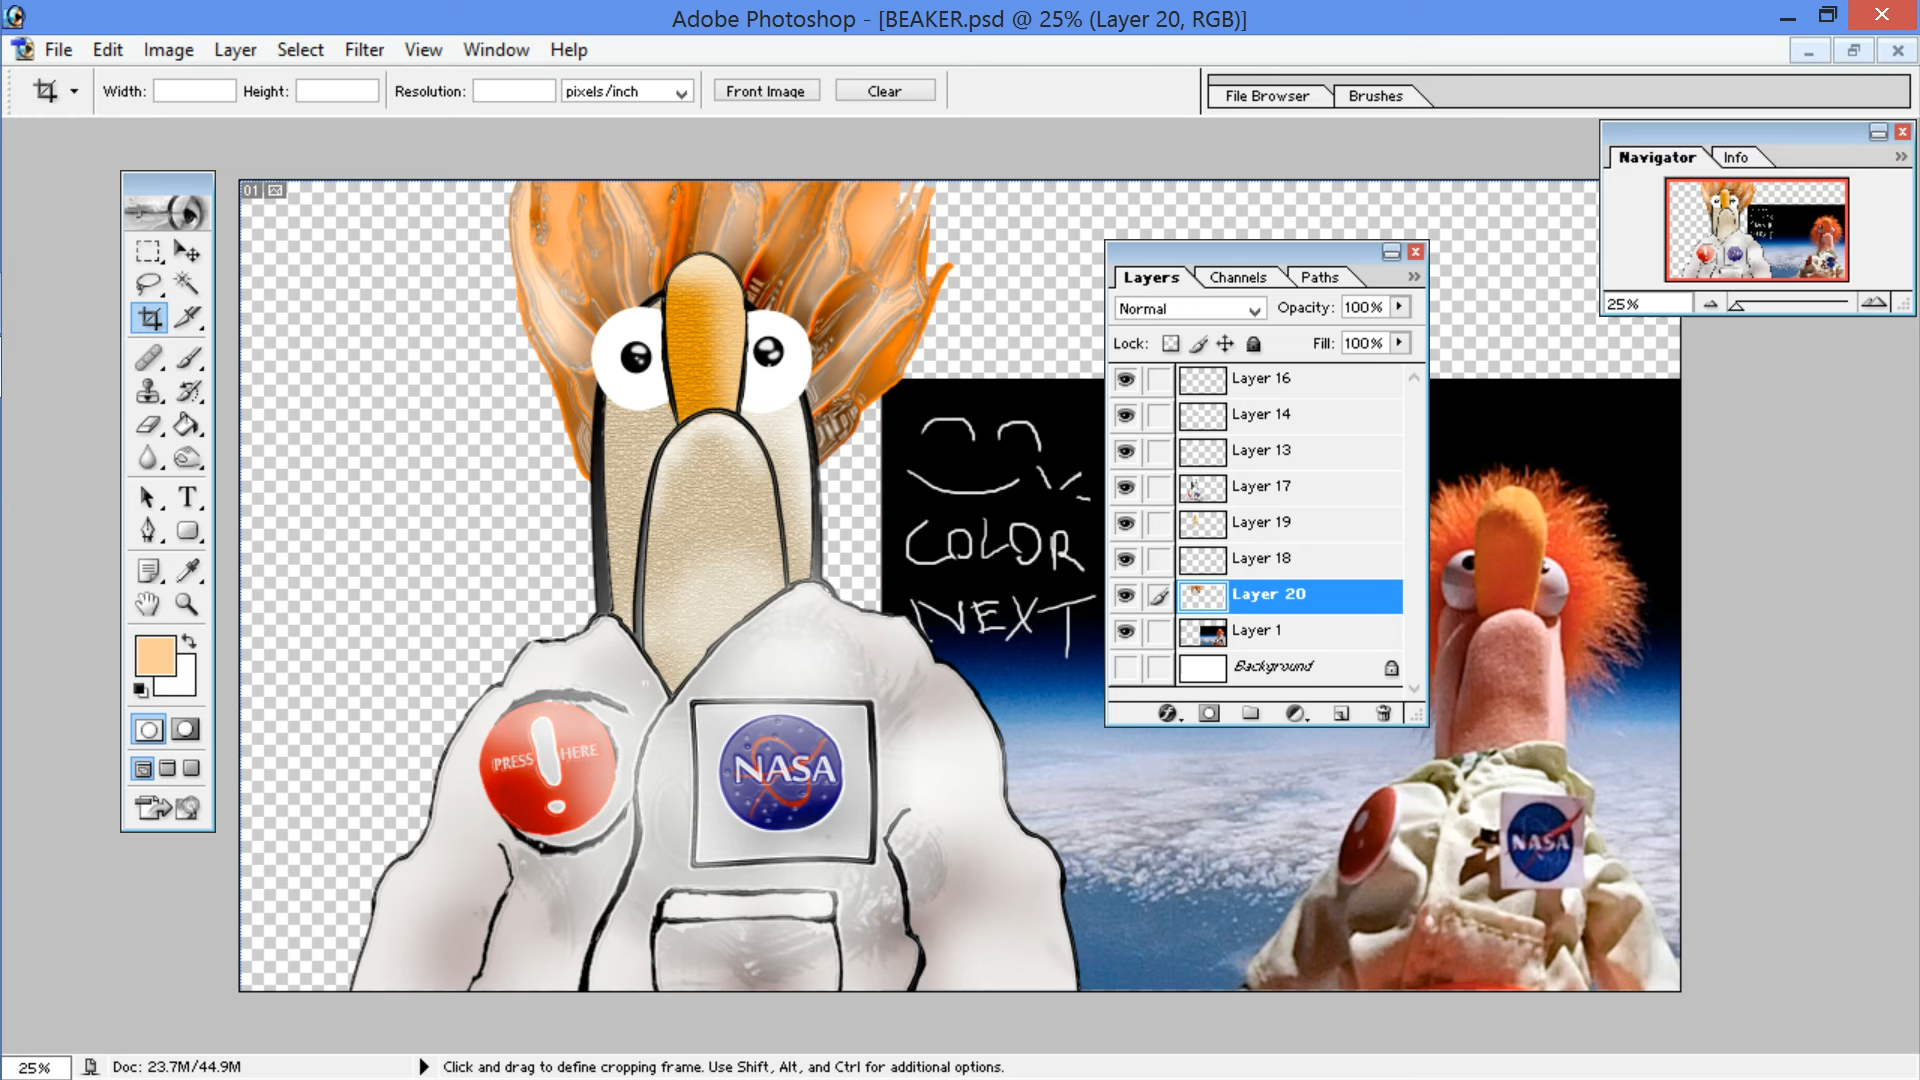 Adobe Photoshop - [BEAKER.psd @ 25% (Layer 20, RGB)]
File Edit Image Layer Select Filter View Window Help
Width: Height: Resolution: pixels/inch Front Image Clear
File Browser Brushes
Navigator Info
25%
01
Layers Channels Paths
Normal Opacity: 100%
Lock: Fill: 100%
Layer 16
Layer 14
Layer 13
Layer 17
Layer 19
Layer 18
Layer 20
Layer 1
Background
T
COLOR
NEXT
PRESS HERE
!
NASA
NASA
25% Doc: 23.7M/44.9M Click and drag to define cropping frame. Use Shift, Alt, and Ctrl for additional options.